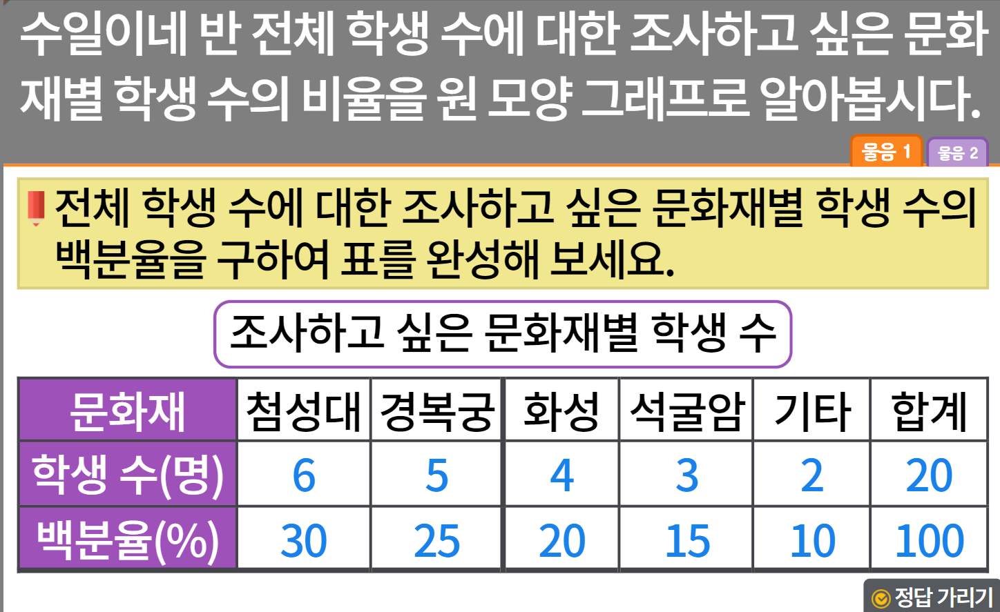 수일이네 반 전체 학생 수에 대한 조사하고 싶은 문화
재별 학생 수의 비율을 원 모양 그래프로 알아봅시다.
물음 1 물음 2
전체 학생 수에 대한 조사하고 싶은 문화재별 학생 수의
백분율을 구하여 표를 완성해 보세요.
조사하고 싶은 문화재별 학생 수
문화재 첨성대 경복궁 화성 석굴암 기타 합계
학생 수(명) 6 5 4 3 2 20
백분율(%) 30 25 20 15 10 100
정답 가리기